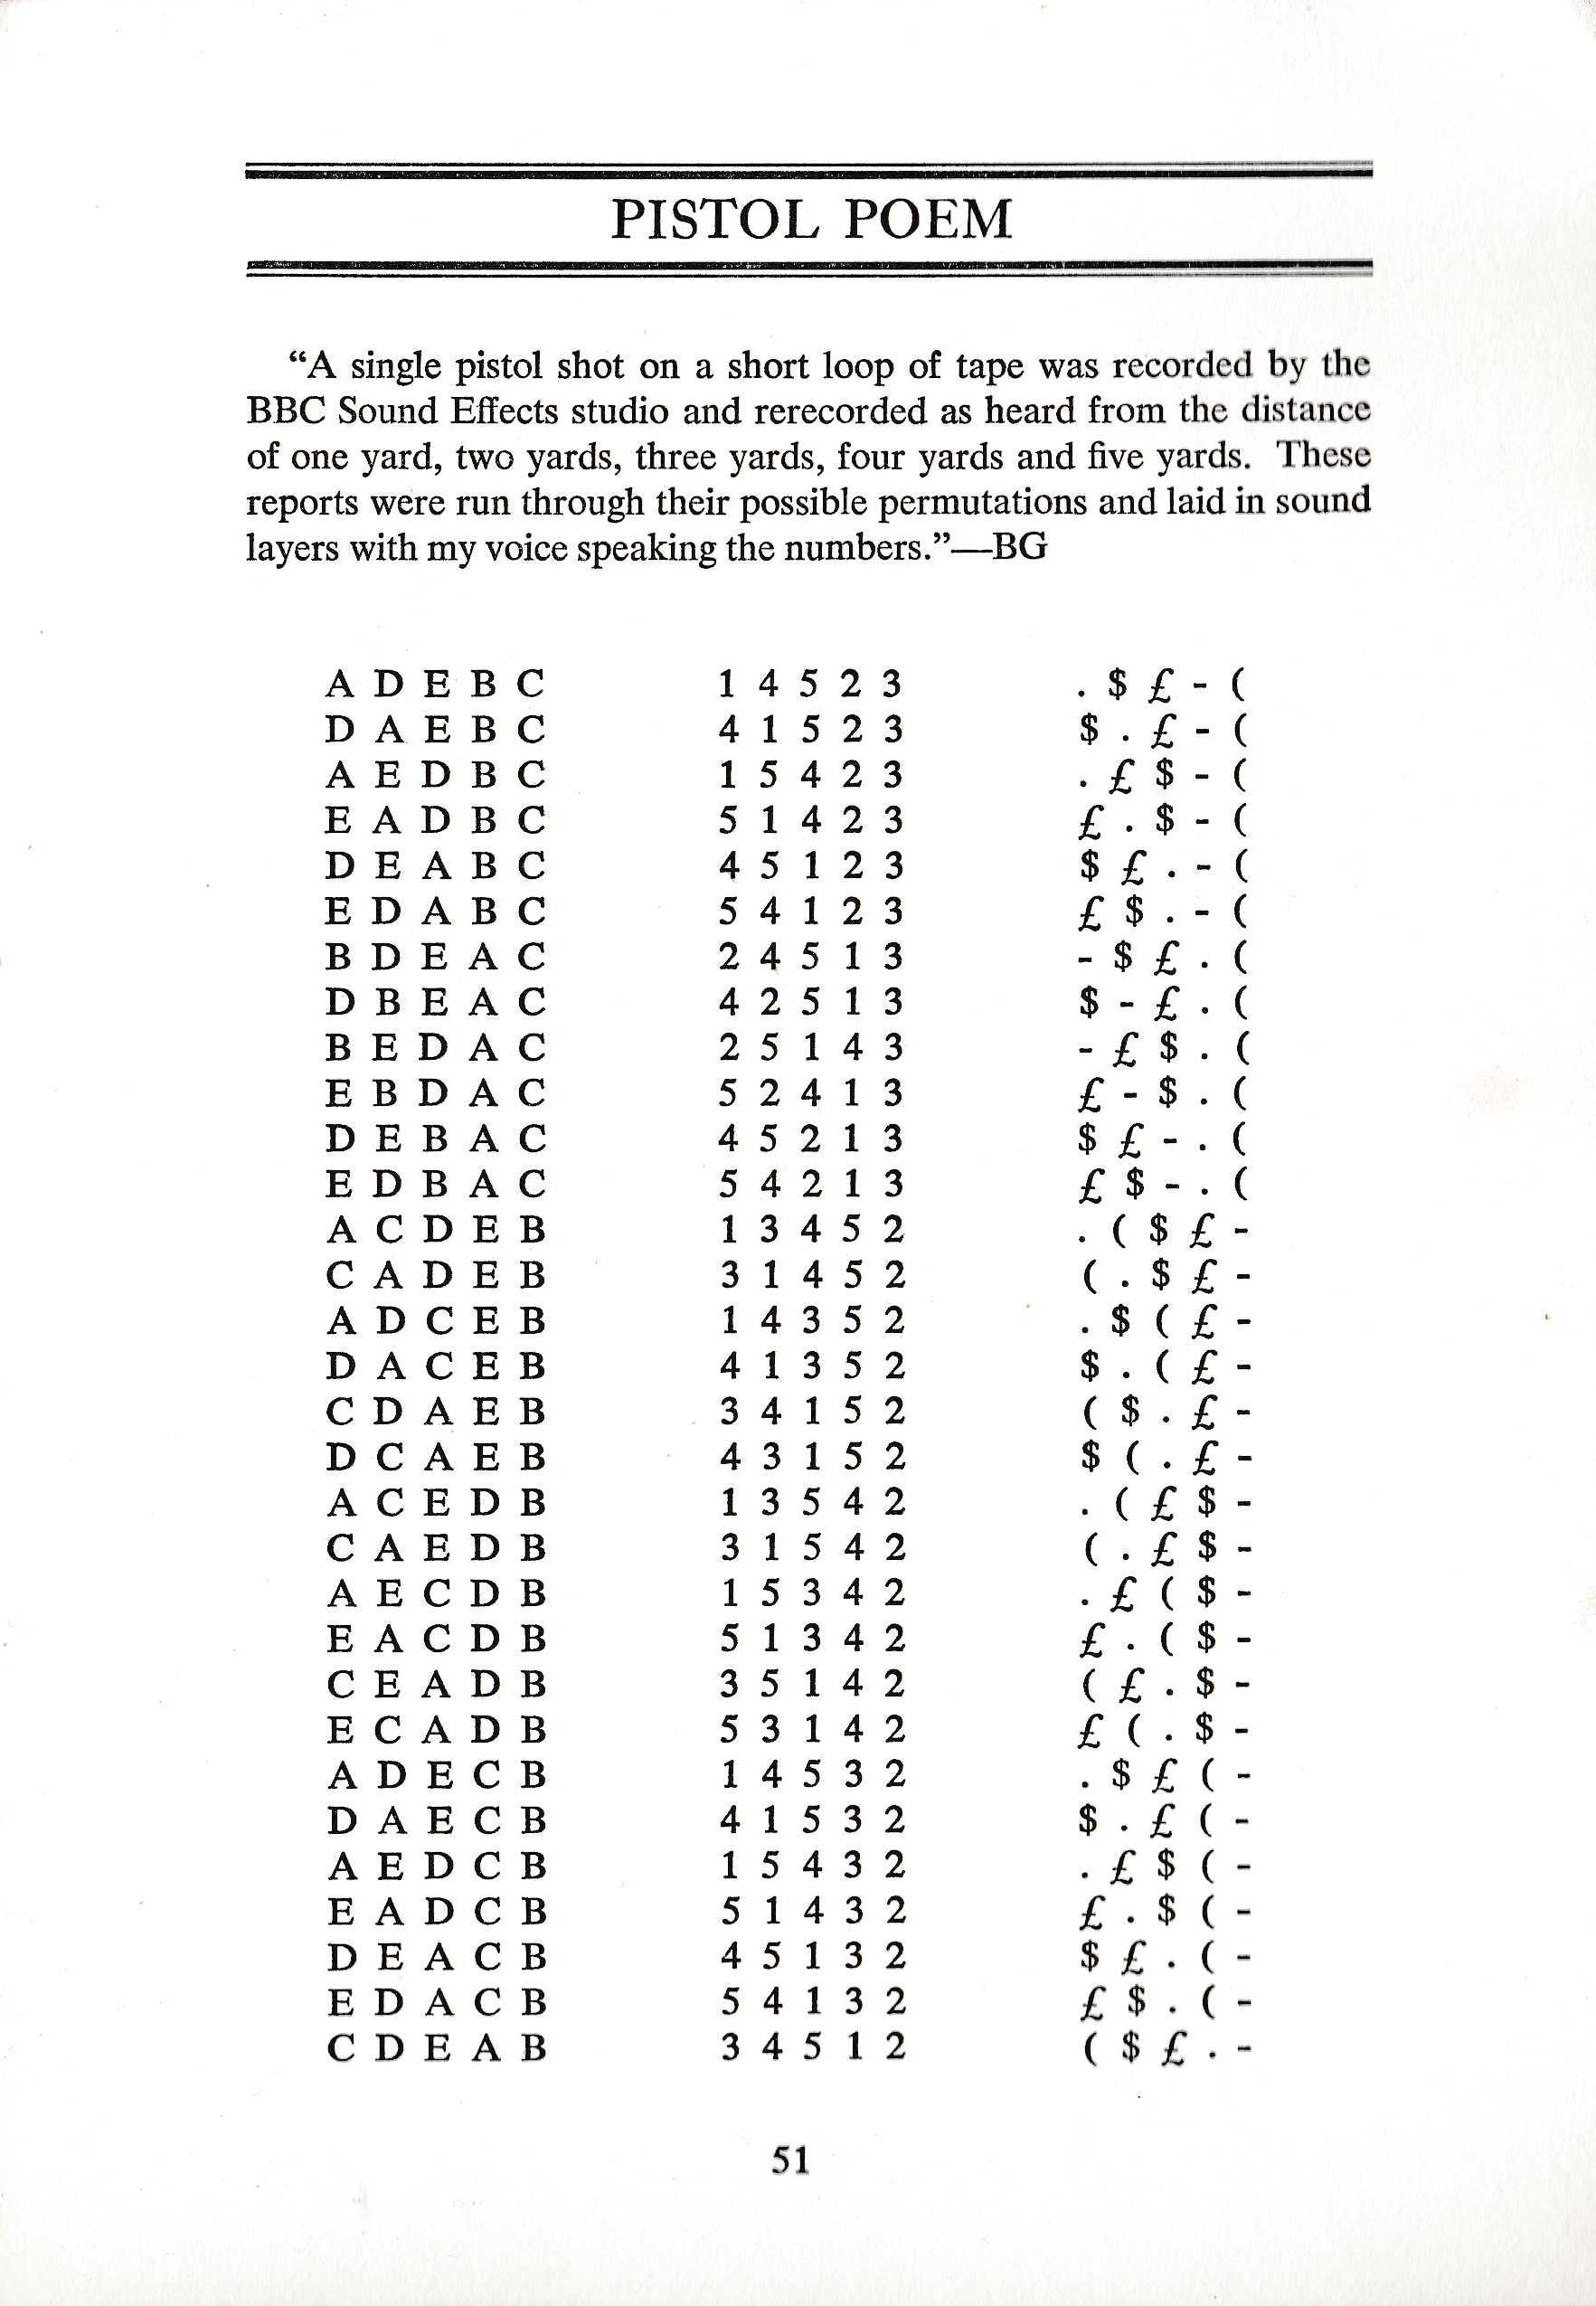 PISTOL POEM
“A single pistol shot on a short loop of tape was recorded by the
BBC Sound Effects studio and rerecorded as heard from the distance
of one yard, two yards, three yards, four yards and five yards. These
reports were run through their possible permutations and laid in sound
layers with my voice speaking the numbers.”—BG
A D E B C 1 4 5 2 3 . $ £ - (
D A E B C 4 1 5 2 3 $ . £ - (
A E D B C 1 5 4 2 3 . £ $ - (
E A D B C 5 1 4 2 3 £ . $ - (
D E A B C 4 5 1 2 3 $ £ . - (
E D A B C 5 4 1 2 3 £ $ . - (
B D E A C 2 4 5 1 3 - $ £ . (
D B E A C 4 2 5 1 3 $ - £ . (
B E D A C 2 5 1 4 3 - £ $ . (
E B D A C 5 2 4 1 3 £ - $ . (
D E B A C 4 5 2 1 3 $ £ - . (
E D B A C 5 4 2 1 3 £ $ - . (
A C D E B 1 3 4 5 2 . ( $ £ -
C A D E B 3 1 4 5 2 ( . $ £ -
A D C E B 1 4 3 5 2 . $ ( £ -
D A C E B 4 1 3 5 2 $ . ( £ -
C D A E B 3 4 1 5 2 ( $ . £ -
D C A E B 4 3 1 5 2 $ ( . £ -
A C E D B 1 3 5 4 2 . ( £ $ -
C A E D B 3 1 5 4 2 ( . £ $ -
A E C D B 1 5 3 4 2 . £ ( $ -
E A C D B 5 1 3 4 2 £ . ( $ -
C E A D B 3 5 1 4 2 ( £ . $ -
E C A D B 5 3 1 4 2 £ ( . $ -
A D E C B 1 4 5 3 2 . $ £ ( -
D A E C B 4 1 5 3 2 $ . £ ( -
A E D C B 1 5 4 3 2 . £ $ ( -
E A D C B 5 1 4 3 2 £ . $ ( -
D E A C B 4 5 1 3 2 $ £ . ( -
E D A C B 5 4 1 3 2 £ $ . ( -
C D E A B 3 4 5 1 2 ( $ £ . -
51